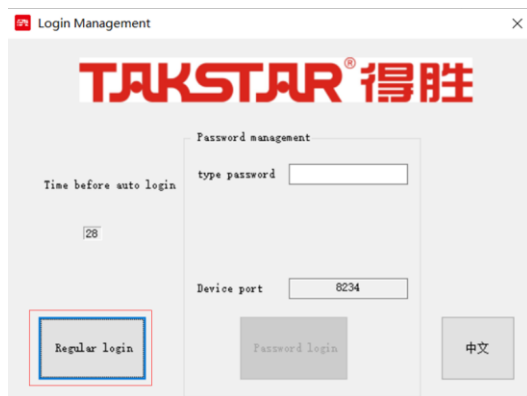 Login Management
TAKSTAR®得胜
Password management
type password
Time before auto login
28
Device port
8234
Regular login
Password login
中文